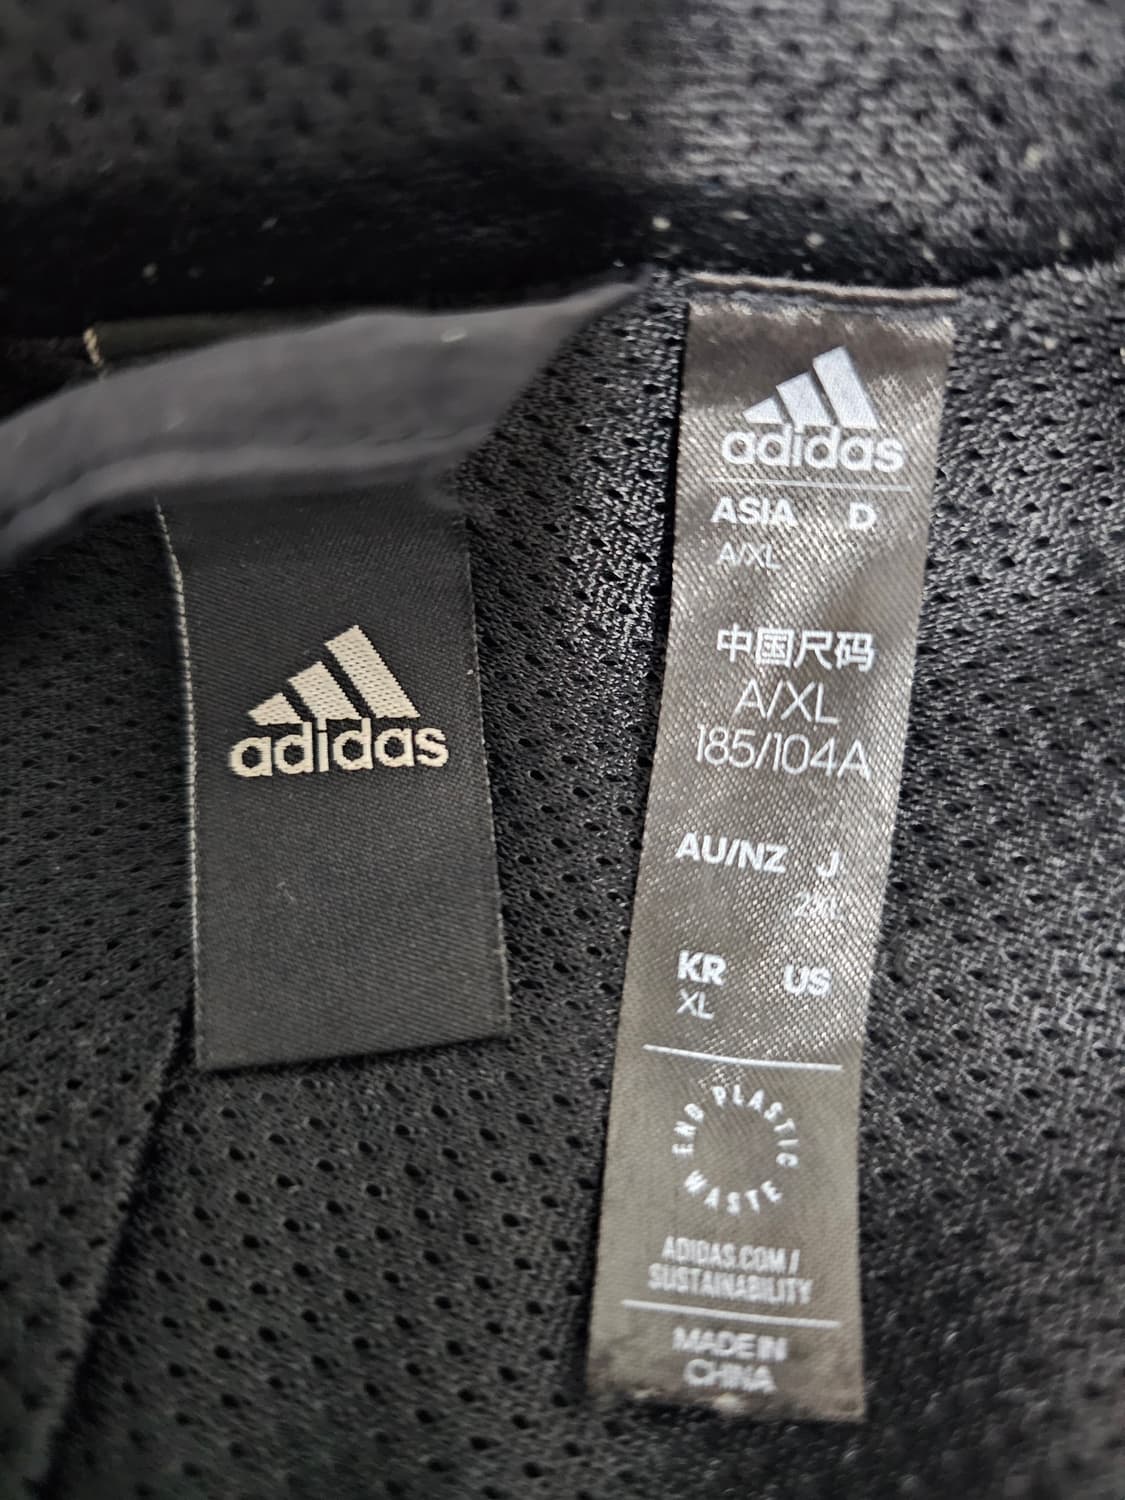 adidas
adidas
ASIA D
A/XL
中国尺码
A/XL
185/104A
AU/NZ J
2XL
KR US
XL
END PLASTIC WASTE
ADIDAS.COM /
SUSTAINABILITY
MADE IN
CHINA